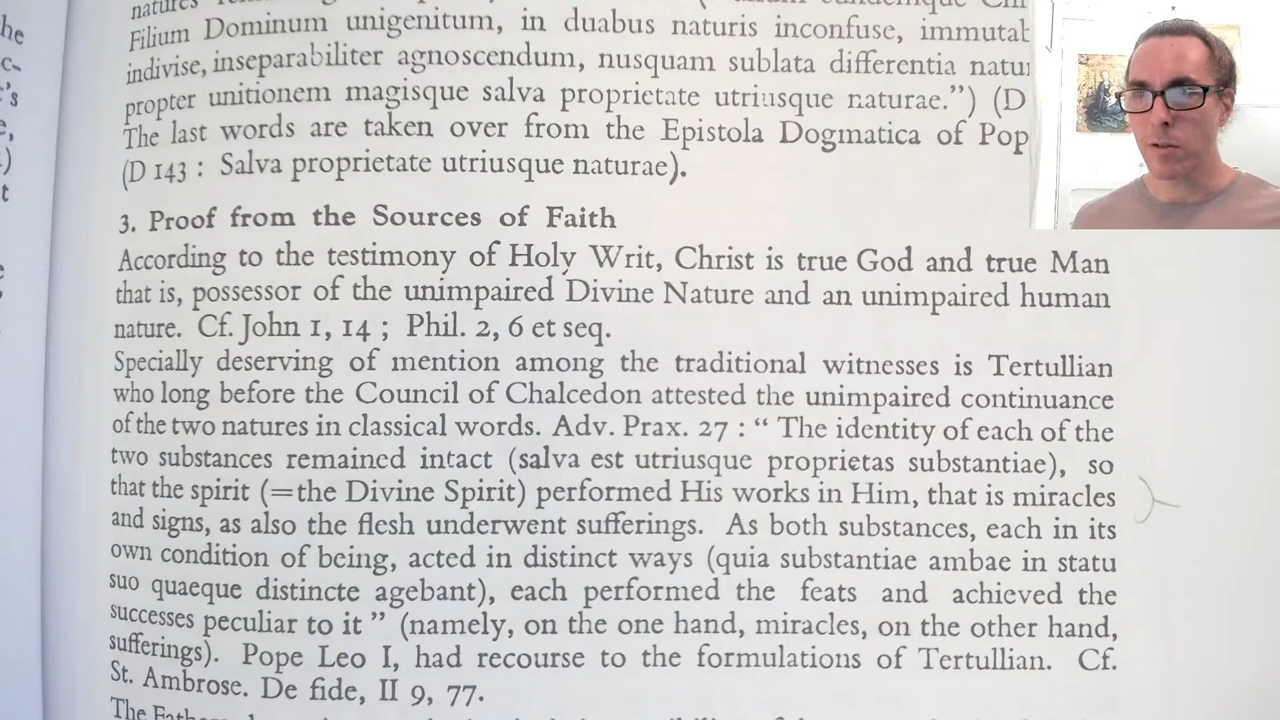 he
c-
's
e,
.)
t
e
natures
Filium Dominum unigenitum, in duabus naturis inconfuse, immutab
indivise, inseparabiliter agnoscendum, nusquam sublata differentia natu
propter unitionem magisque salva proprietate utriusque naturae.”) (D
The last words are taken over from the Epistola Dogmatica of Pop
(D 143 : Salva proprietate utriusque naturae).
3. Proof from the Sources of Faith
According to the testimony of Holy Writ, Christ is true God and true Man
that is, possessor of the unimpaired Divine Nature and an unimpaired human
nature. Cf. John 1, 14 ; Phil. 2, 6 et seq.
Specially deserving of mention among the traditional witnesses is Tertullian
who long before the Council of Chalcedon attested the unimpaired continuance
of the two natures in classical words. Adv. Prax. 27 : “ The identity of each of the
two substances remained intact (salva est utriusque proprietas substantiae), so
that the spirit (=the Divine Spirit) performed His works in Him, that is miracles
and signs, as also the flesh underwent sufferings. As both substances, each in its
own condition of being, acted in distinct ways (quia substantiae ambae in statu
suo quaeque distincte agebant), each performed the feats and achieved the
successes peculiar to it ” (namely, on the one hand, miracles, on the other hand,
sufferings). Pope Leo I, had recourse to the formulations of Tertullian. Cf.
St. Ambrose. De fide, II 9, 77.
The